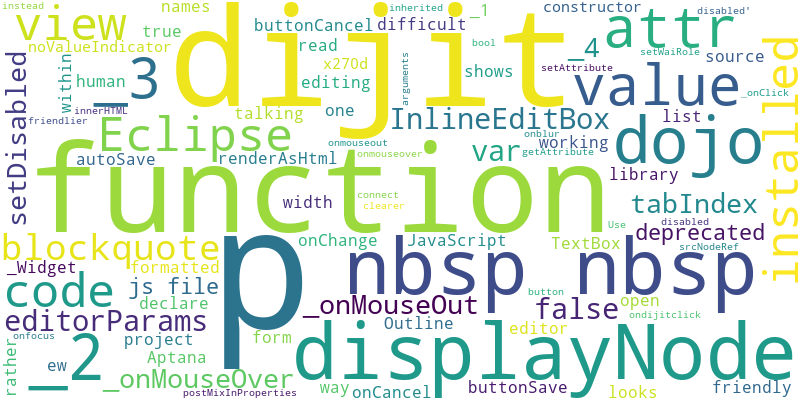 instead
view
names
true
noValueIndicator
buttonCancel
inherited
_1
difficult
constructor
disabled'
attr
_4
setWaiRole
bool
read
x270d
editing
shows
setAttribute
source
dijit
_3
human
within
setDisabled
innerHTML
friendlier
talking
one
arguments
value
_onClick
InlineEditBox
list
installed
Eclipse
autoSave
renderAsHtml
onmouseout
onmouseover
var
onblur
getAttribute
working
dojo
library
function
width
connect
clearer
tabIndex
disabled
Use
deprecated
blockquote
onChange
JavaScript
TextBox
srcNodeRef
_Widget
formatted
p
nbsp nbsp
code
js file
declare
_onMouseOut
false
open
button
ondijitclick
editorParams
Outline
editor
form
onfocus
project
displayNode
rather
_2
ew
Aptana
_onMouseOver
way
onCancel
buttonSave
looks
friendly
postMixInProperties